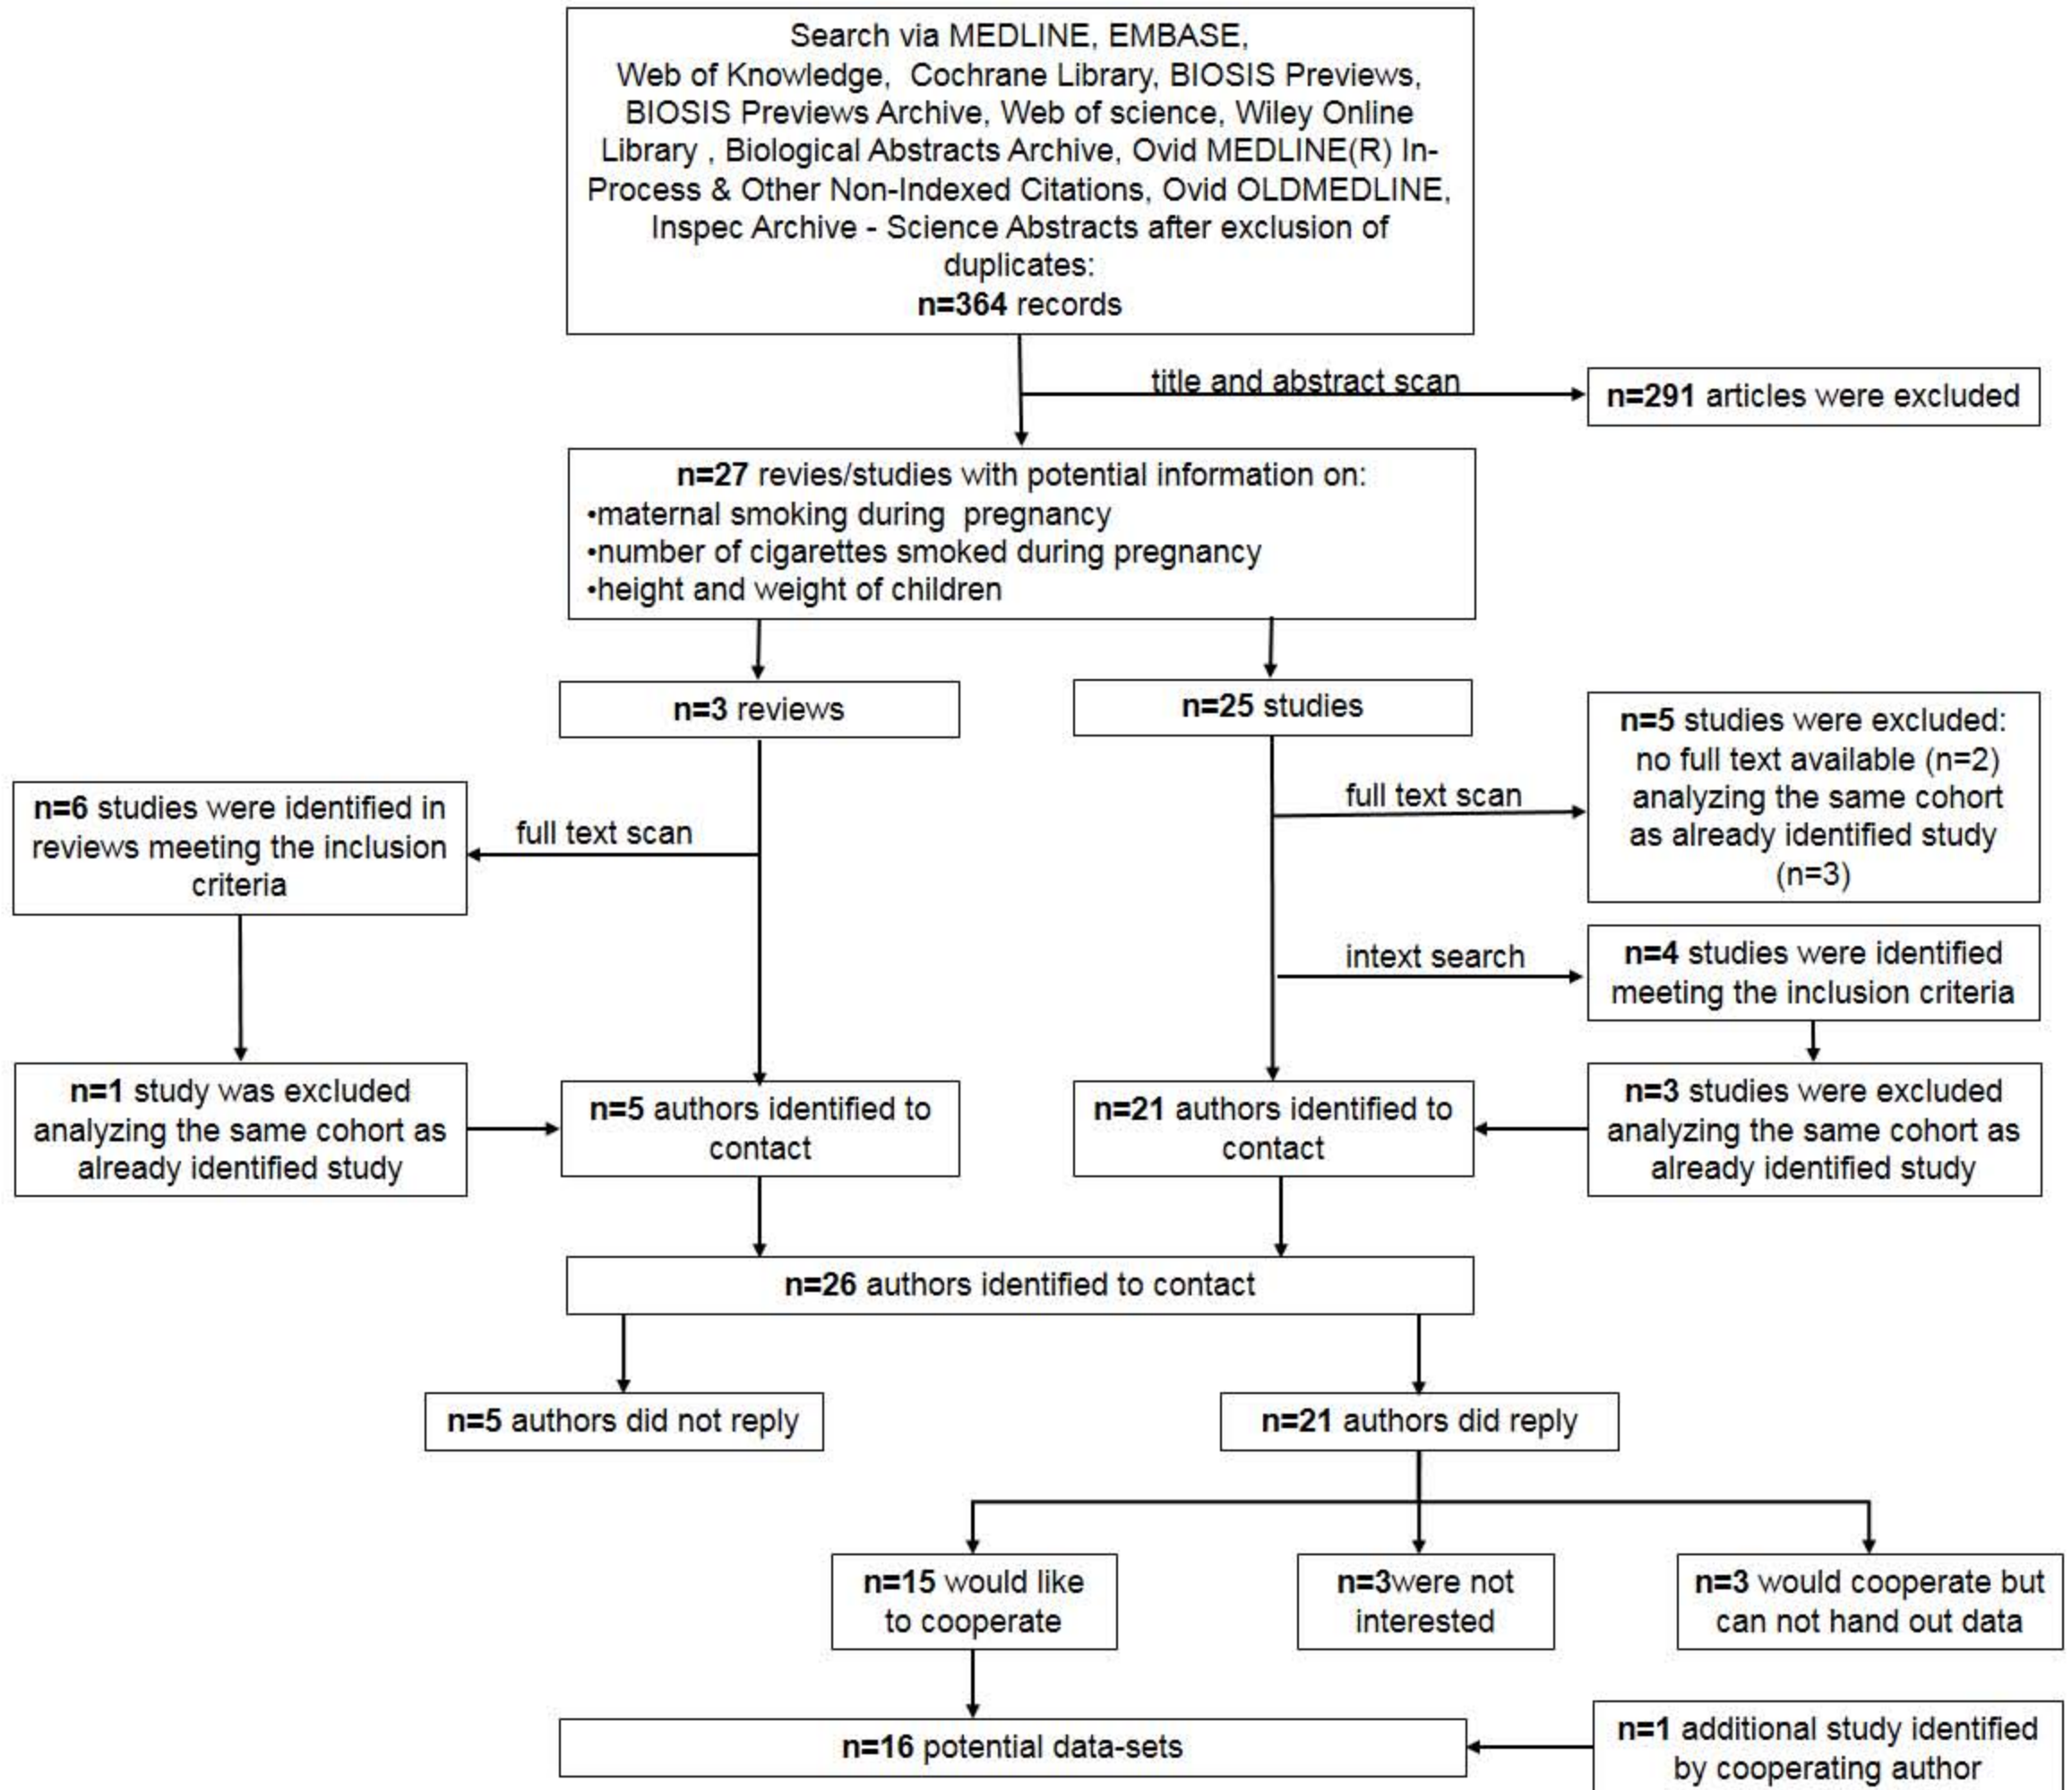 Search via MEDLINE, EMBASE,
Web of Knowledge, Cochrane Library, BIOSIS Previews,
BIOSIS Previews Archive, Web of science, Wiley Online
Library , Biological Abstracts Archive, Ovid MEDLINE(R) In-
Process & Other Non-Indexed Citations, Ovid OLDMEDLINE,
Inspec Archive - Science Abstracts after exclusion of
duplicates:
n=364 records
title and abstract scan
n=291 articles were excluded
n=27 revies/studies with potential information on:
•maternal smoking during pregnancy
•number of cigarettes smoked during pregnancy
•height and weight of children
n=3 reviews
n=25 studies
n=5 studies were excluded:
no full text available (n=2)
analyzing the same cohort
as already identified study
(n=3)
full text scan
n=6 studies were identified in
reviews meeting the inclusion
criteria
full text scan
intext search
n=4 studies were identified
meeting the inclusion criteria
n=1 study was excluded
analyzing the same cohort as
already identified study
n=5 authors identified to
contact
n=21 authors identified to
contact
n=3 studies were excluded
analyzing the same cohort as
already identified study
n=26 authors identified to contact
n=5 authors did not reply
n=21 authors did reply
n=15 would like
to cooperate
n=3were not
interested
n=3 would cooperate but
can not hand out data
n=16 potential data-sets
n=1 additional study identified
by cooperating author